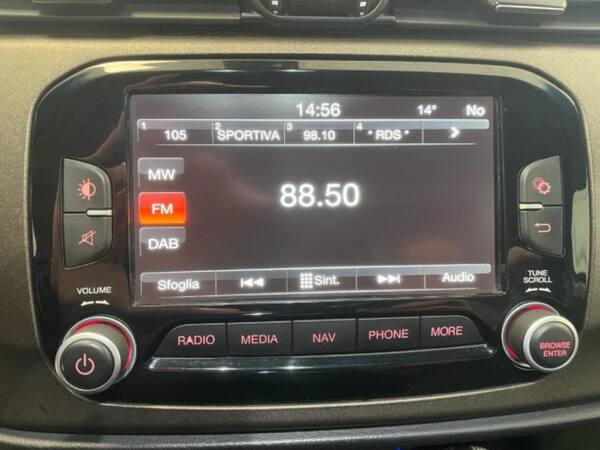 14:56 14° No
1 105 2 SPORTIVA 3 98.10 4 * RDS * >
MW
88.50
FM
DAB
Sfoglia Sint. Audio
VOLUME
TUNE
SCROLL
RADIO MEDIA NAV PHONE MORE
BROWSE
ENTER